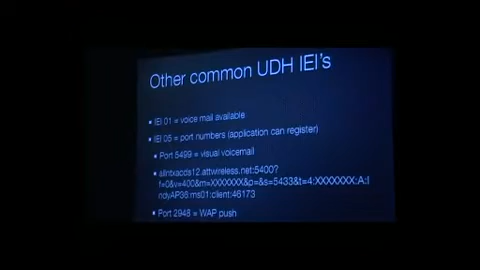 Other common UDH IEI's
IEI 01 = voice mail available
IEI 05 = port numbers (application can register)
Port 5499 = visual voicemail
allntxacds12.attwireless.net:5400?
f=0&v=400&m=XXXXXXX&p=&s=5433&t=4:XXXXXXX:A:I
ndyAP36:ms01:client:46173
Port 2948 = WAP push